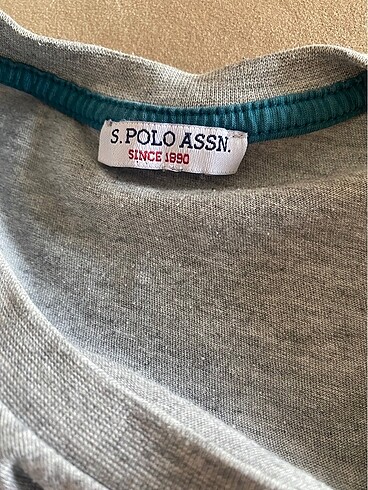 S. POLO ASSN.
SINCE 1890